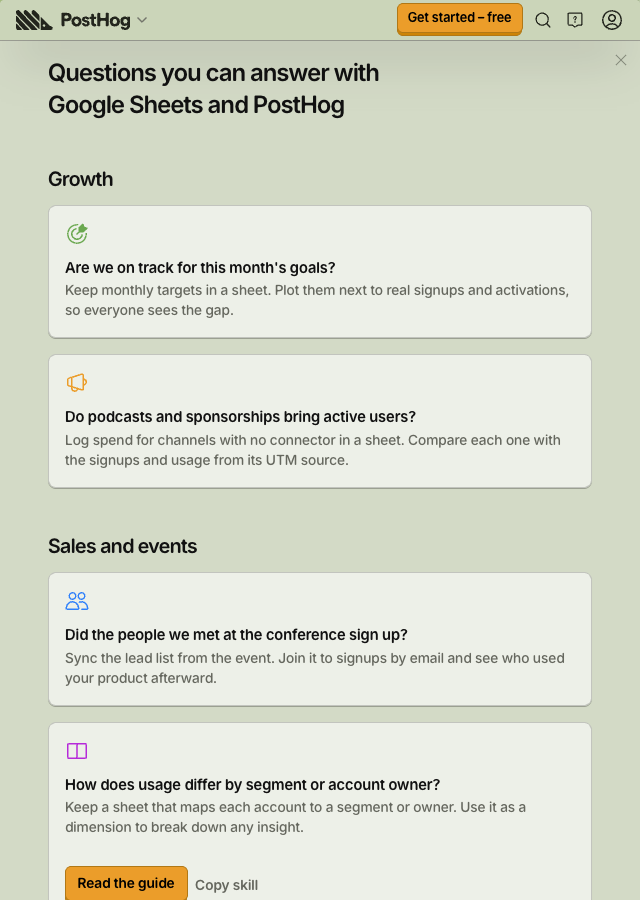 PostHog
Get started – free
Questions you can answer with
Google Sheets and PostHog
Growth
Are we on track for this month's goals?
Keep monthly targets in a sheet. Plot them next to real signups and activations,
so everyone sees the gap.
Do podcasts and sponsorships bring active users?
Log spend for channels with no connector in a sheet. Compare each one with
the signups and usage from its UTM source.
Sales and events
Did the people we met at the conference sign up?
Sync the lead list from the event. Join it to signups by email and see who used
your product afterward.
How does usage differ by segment or account owner?
Keep a sheet that maps each account to a segment or owner. Use it as a
dimension to break down any insight.
Read the guide
Copy skill